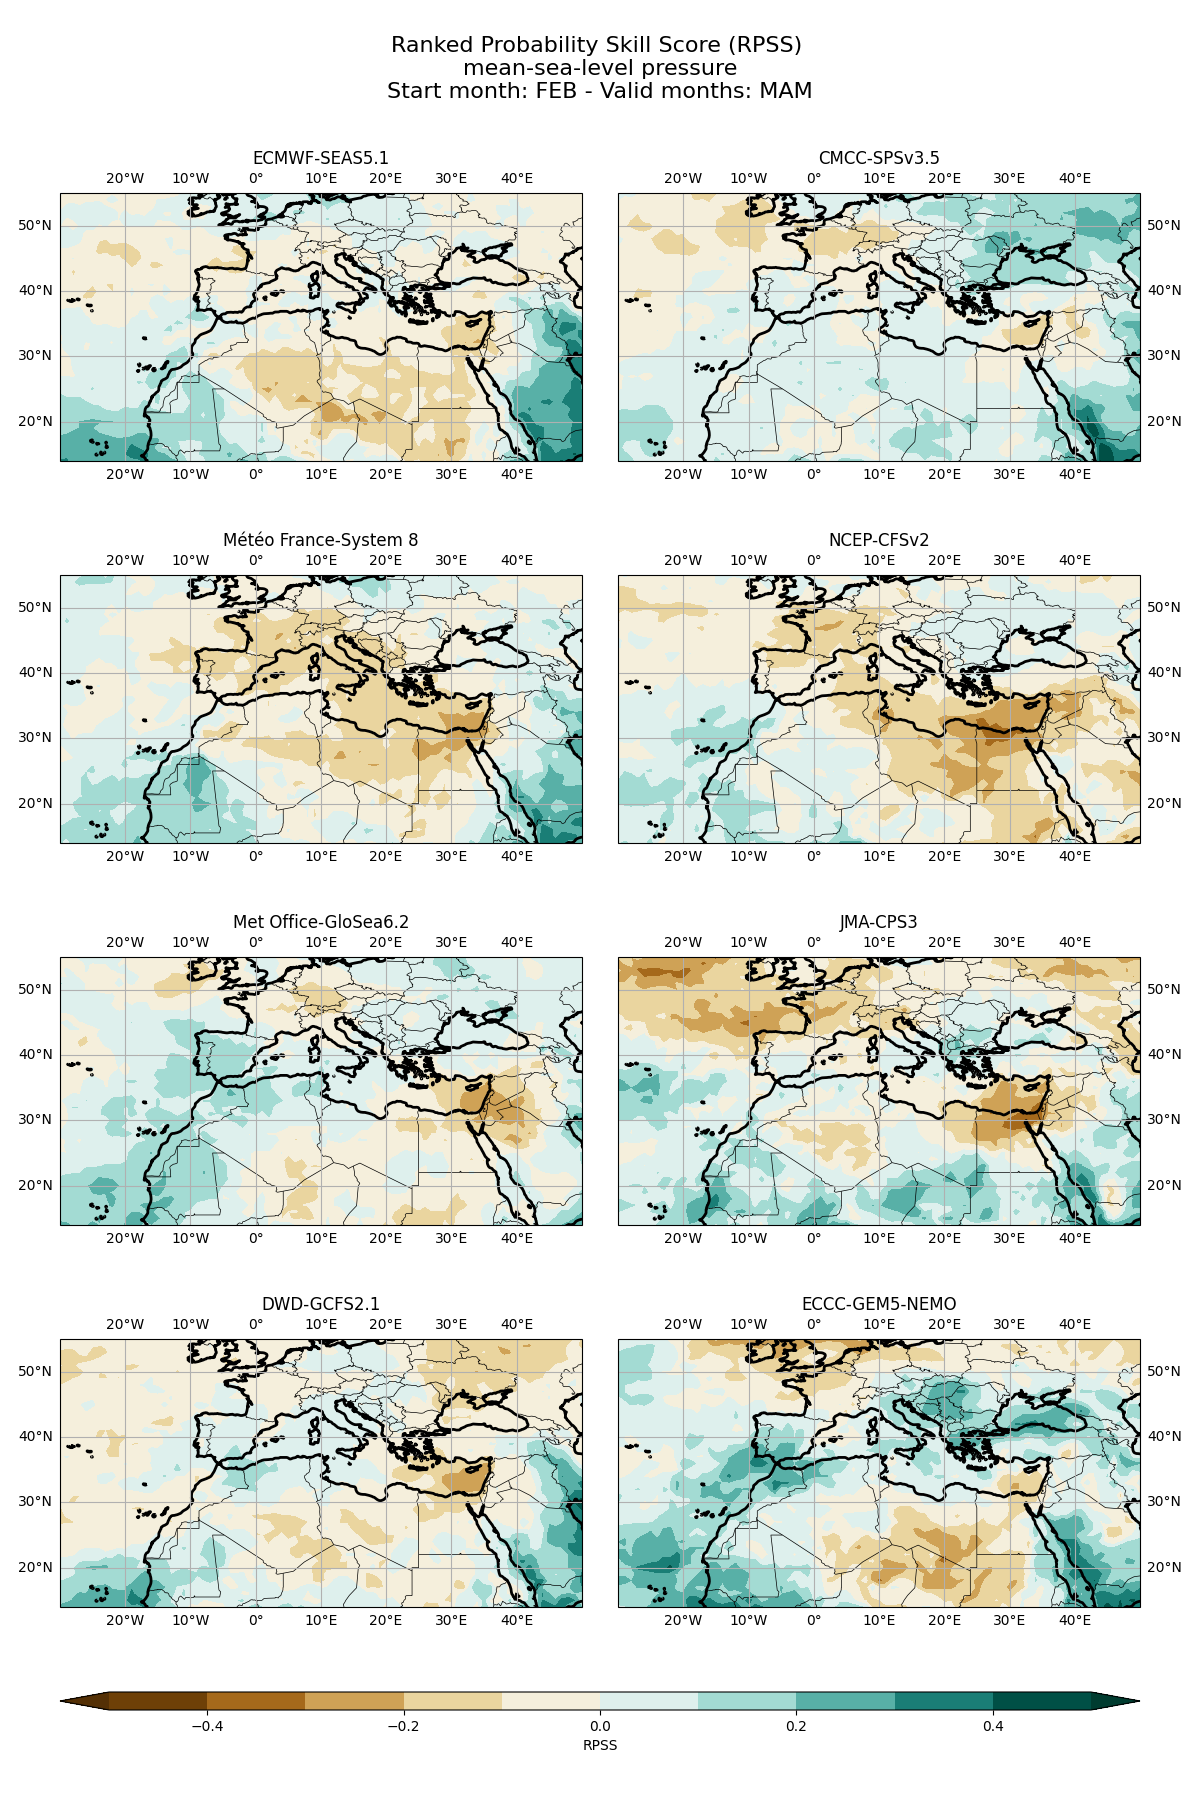 Ranked Probability Skill Score (RPSS)
mean-sea-level pressure
Start month: FEB - Valid months: MAM
ECMWF-SEAS5.1
20°W 10°W 0° 10°E 20°E 30°E 40°E
50°N
40°N
30°N
20°N
20°W 10°W 0° 10°E 20°E 30°E 40°E
CMCC-SPSv3.5
20°W 10°W 0° 10°E 20°E 30°E 40°E
50°N
40°N
30°N
20°N
20°W 10°W 0° 10°E 20°E 30°E 40°E
Météo France-System 8
20°W 10°W 0° 10°E 20°E 30°E 40°E
50°N
40°N
30°N
20°N
20°W 10°W 0° 10°E 20°E 30°E 40°E
NCEP-CFSv2
20°W 10°W 0° 10°E 20°E 30°E 40°E
50°N
40°N
30°N
20°N
20°W 10°W 0° 10°E 20°E 30°E 40°E
Met Office-GloSea6.2
20°W 10°W 0° 10°E 20°E 30°E 40°E
50°N
40°N
30°N
20°N
20°W 10°W 0° 10°E 20°E 30°E 40°E
JMA-CPS3
20°W 10°W 0° 10°E 20°E 30°E 40°E
50°N
40°N
30°N
20°N
20°W 10°W 0° 10°E 20°E 30°E 40°E
DWD-GCFS2.1
20°W 10°W 0° 10°E 20°E 30°E 40°E
50°N
40°N
30°N
20°N
20°W 10°W 0° 10°E 20°E 30°E 40°E
ECCC-GEM5-NEMO
20°W 10°W 0° 10°E 20°E 30°E 40°E
50°N
40°N
30°N
20°N
20°W 10°W 0° 10°E 20°E 30°E 40°E
−0.4 −0.2 0.0 0.2 0.4
RPSS